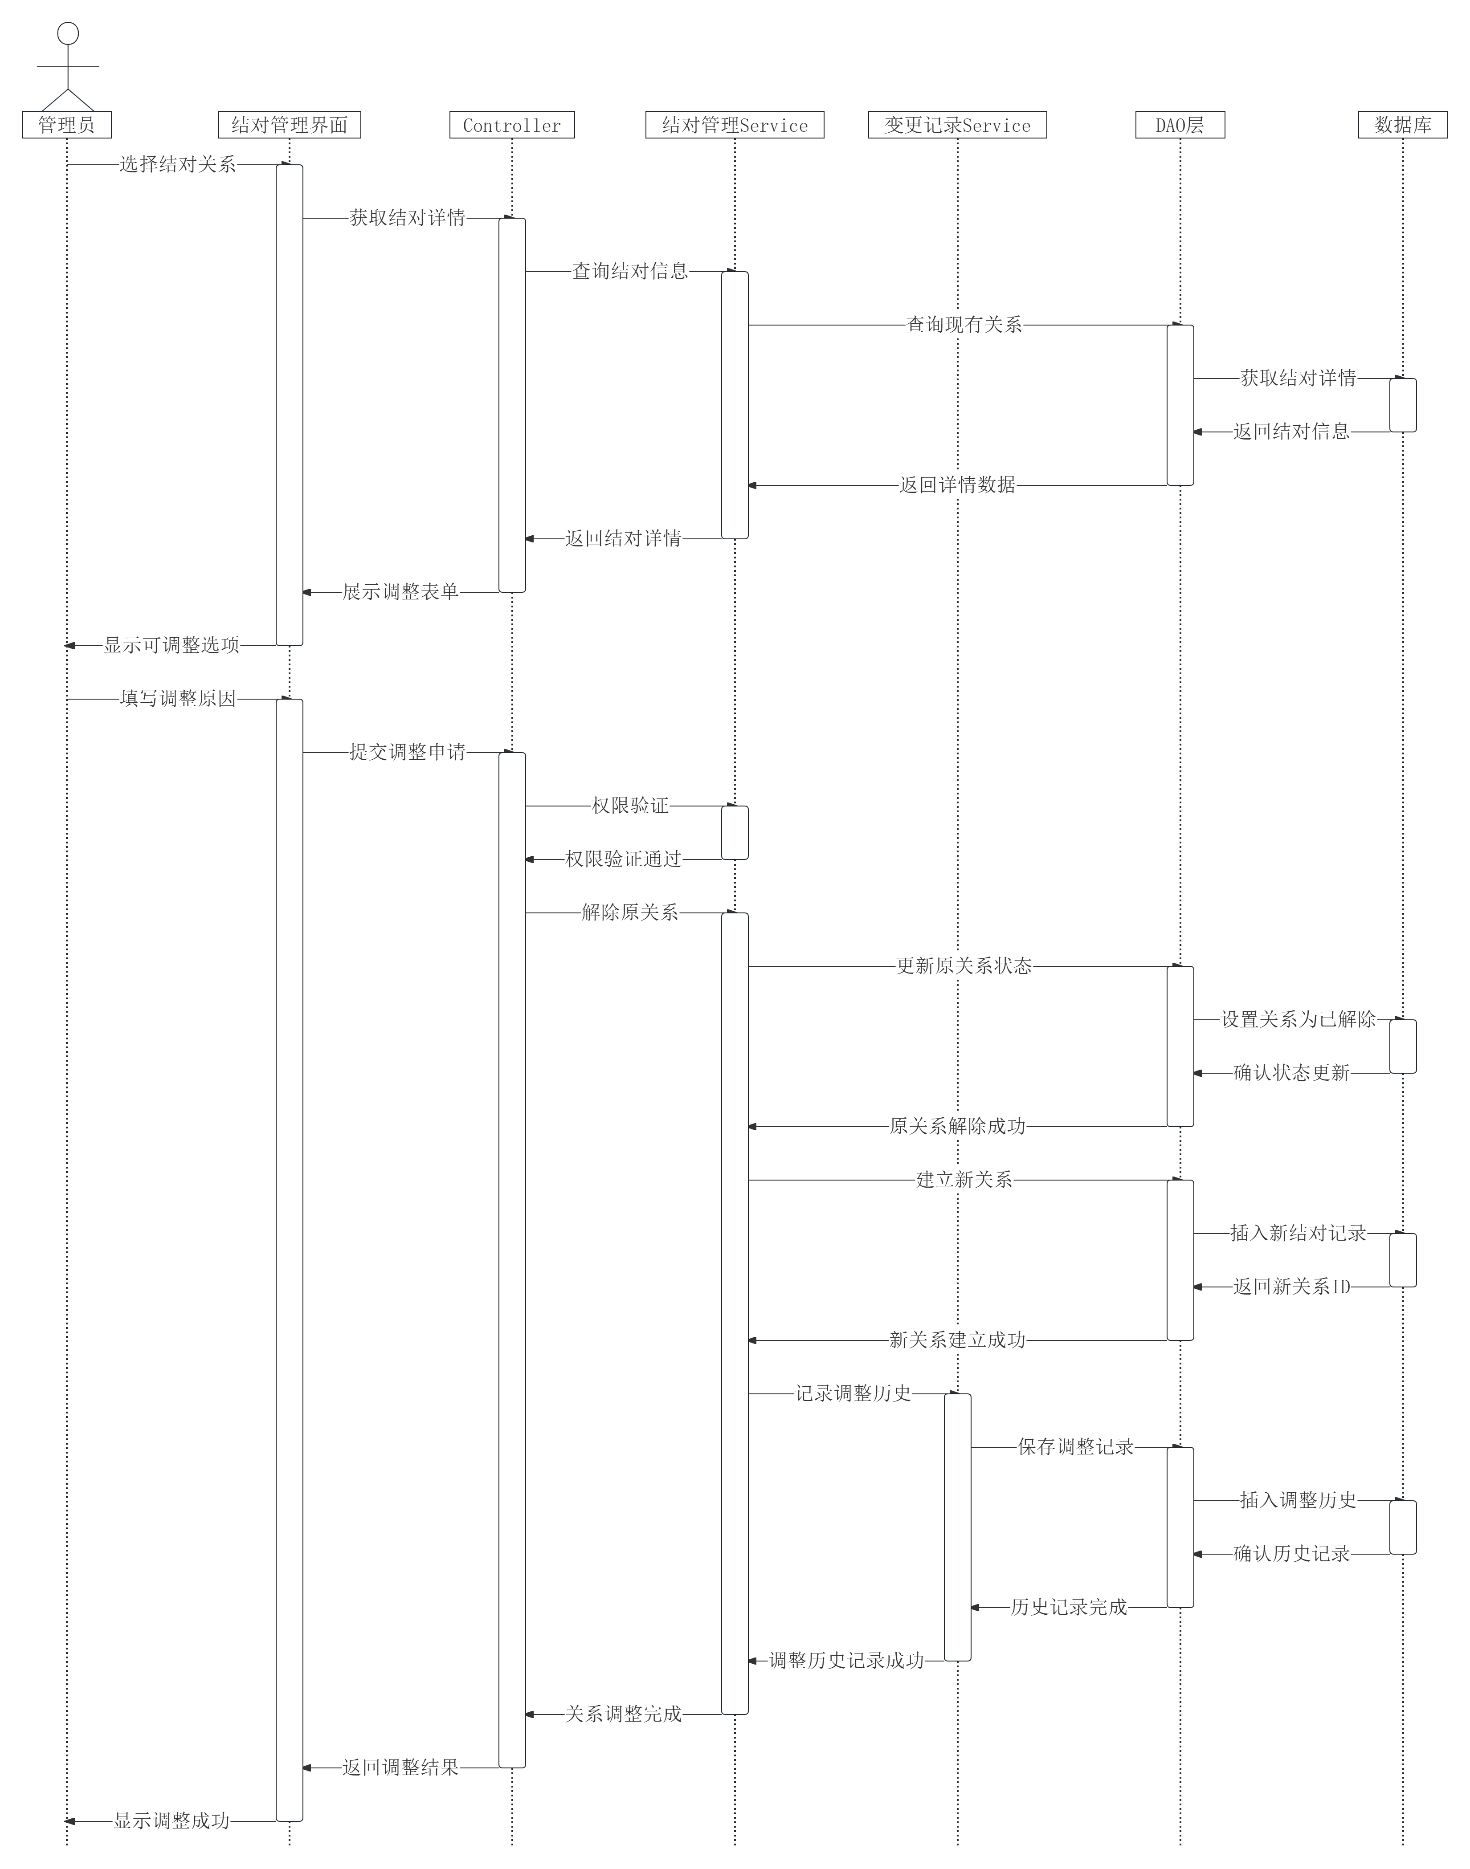 管理员
结对管理界面
Controller
结对管理Service
变更记录Service
DAO层
数据库
选择结对关系
获取结对详情
查询结对信息
查询现有关系
获取结对详情
返回结对信息
返回详情数据
返回结对详情
展示调整表单
显示可调整选项
填写调整原因
提交调整申请
权限验证
权限验证通过
解除原关系
更新原关系状态
设置关系为已解除
确认状态更新
原关系解除成功
建立新关系
插入新结对记录
返回新关系ID
新关系建立成功
记录调整历史
保存调整记录
插入调整历史
确认历史记录
历史记录完成
调整历史记录成功
关系调整完成
返回调整结果
显示调整成功